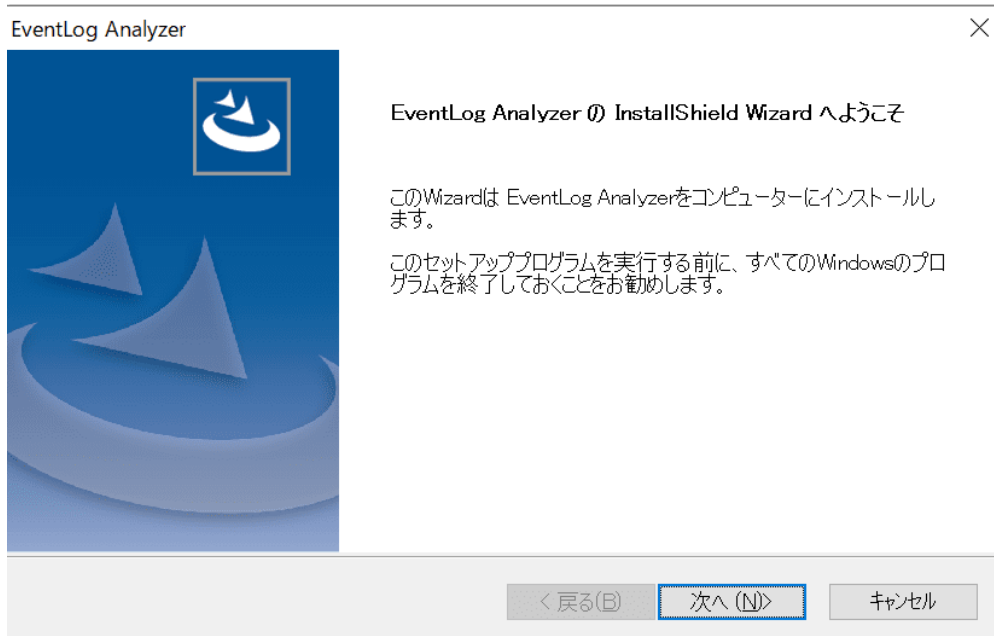 EventLog Analyzer
EventLog Analyzer の InstallShield Wizard へようこそ
このWizardは EventLog Analyzerをコンピューターにインストールし
ます。
このセットアッププログラムを実行する前に、すべてのWindowsのプロ
グラムを終了しておくことをお勧めします。
< 戻る(B)
次へ (N)>
キャンセル